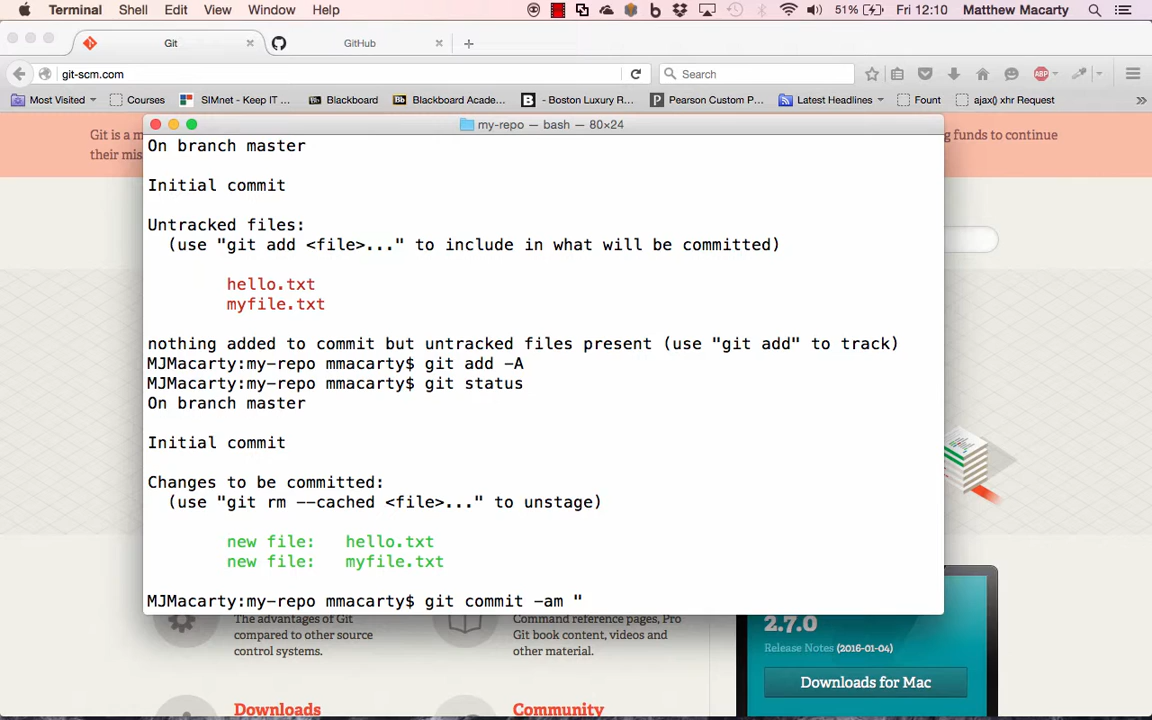 Terminal Shell Edit View Window Help 51% Fri 12:10 Matthew Macarty
Git GitHub
git-scm.com Search
Most Visited Courses SIMnet - Keep IT ... Blackboard Blackboard Acade... - Boston Luxury R... Pearson Custom P... Latest Headlines Fount ajax() xhr Request
Git is a m
ng funds to continue
their mis
my-repo — bash — 80×24
On branch master
Initial commit
Untracked files:
(use "git add <file>..." to include in what will be committed)
hello.txt
myfile.txt
nothing added to commit but untracked files present (use "git add" to track)
MJMacarty:my-repo mmacarty$ git add -A
MJMacarty:my-repo mmacarty$ git status
On branch master
Initial commit
Changes to be committed:
(use "git rm --cached <file>..." to unstage)
new file: hello.txt
new file: myfile.txt
MJMacarty:my-repo mmacarty$ git commit -am "
The advantages of Git
compared to other source
control systems.
Command reference pages, Pro
Git book content, videos and
other material.
2.7.0
Release Notes (2016-01-04)
Downloads for Mac
Downloads
Community